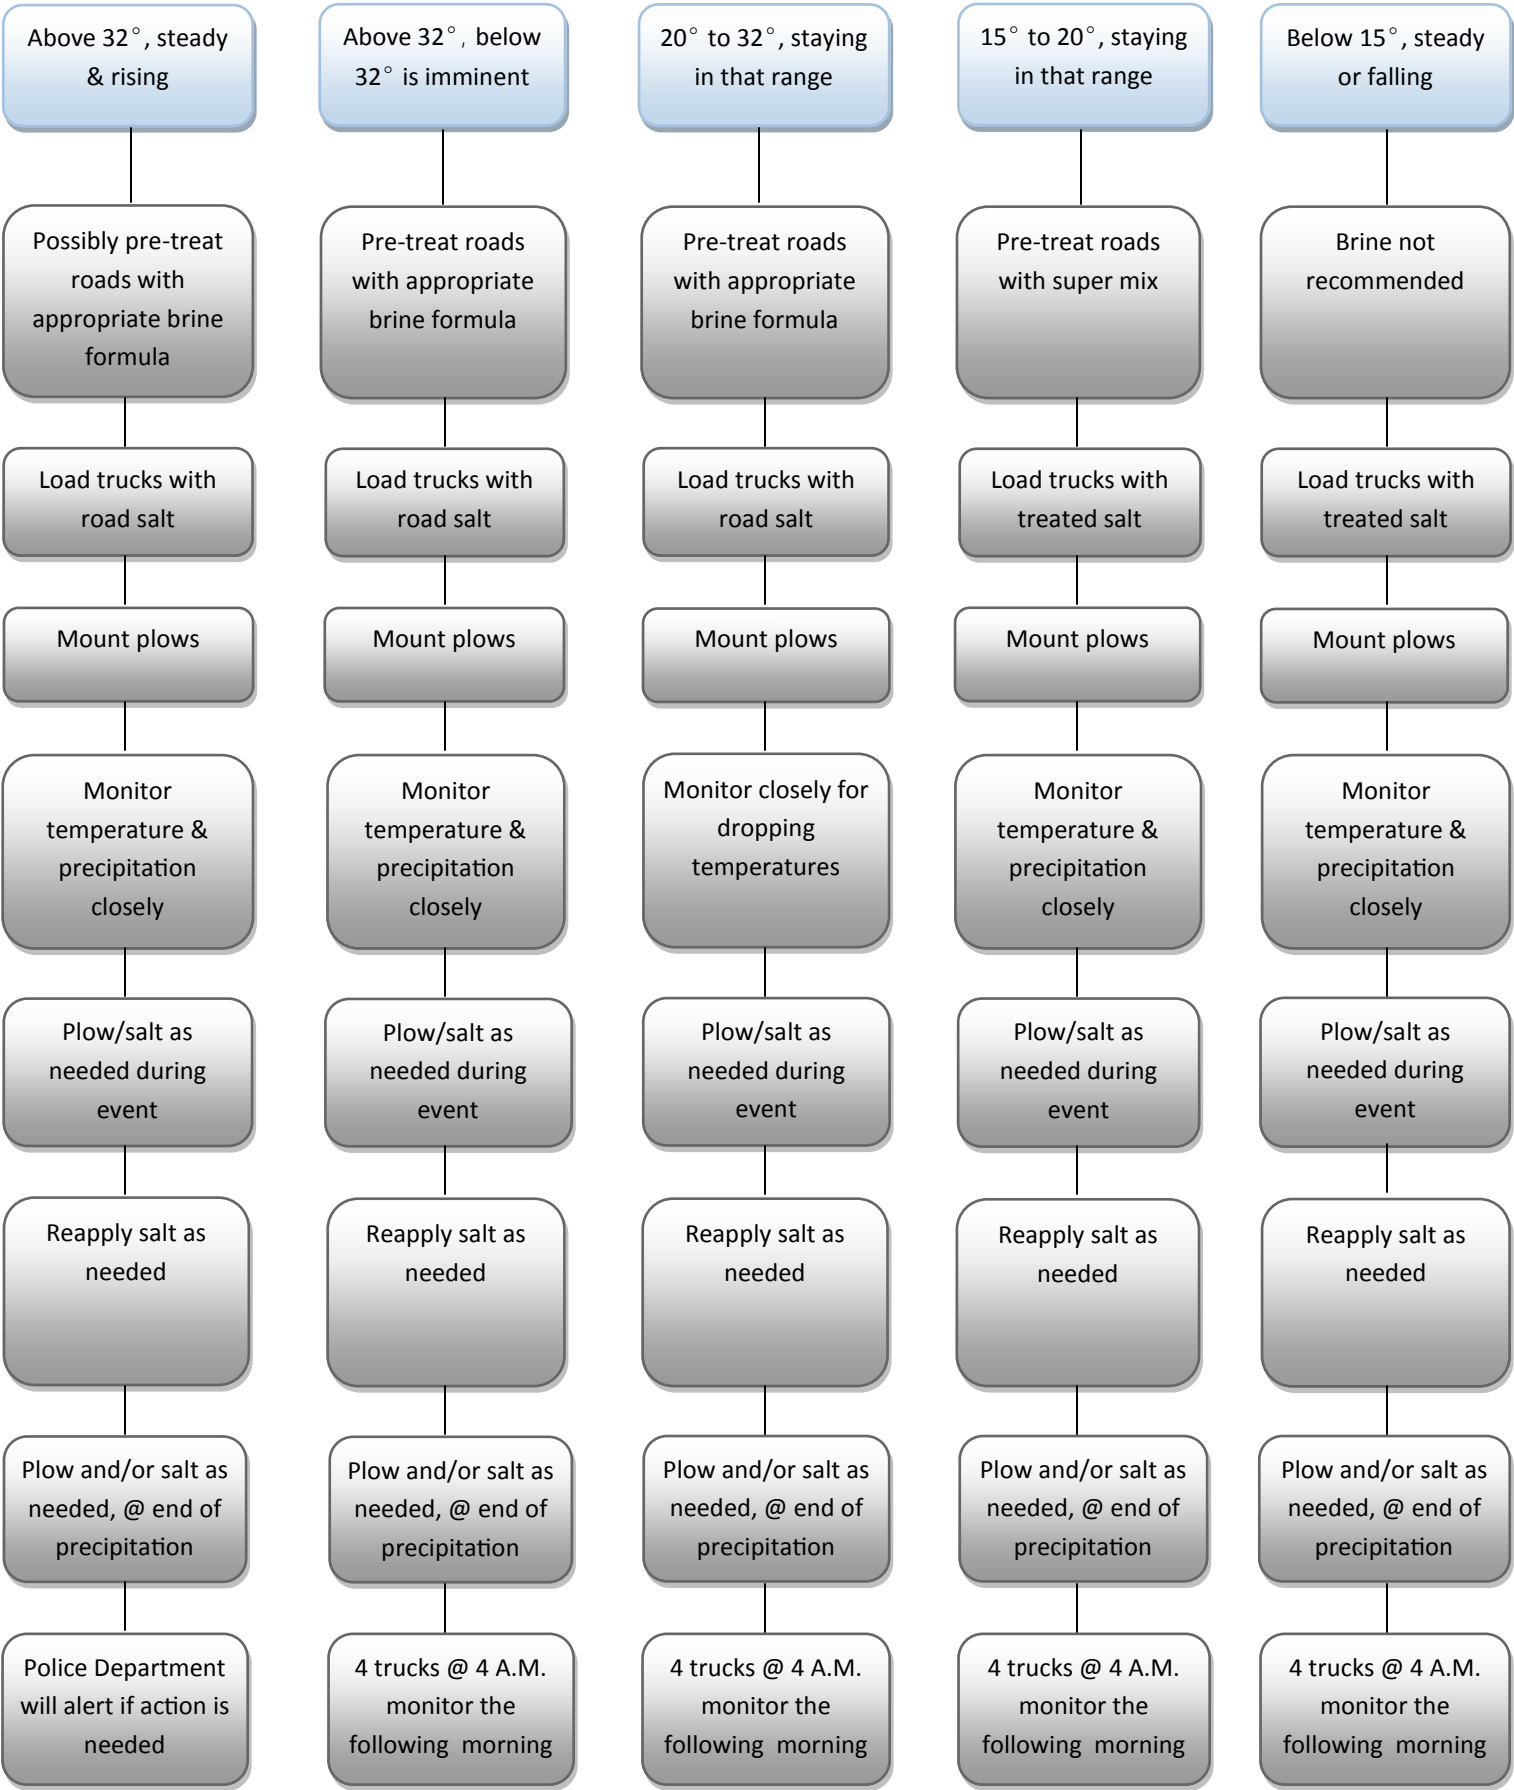 Above 32°, steady
& rising
Possibly pre-treat
roads with
appropriate brine
formula
Load trucks with
road salt
Mount plows
Monitor
temperature &
precipitation
closely
Plow/salt as
needed during
event
Reapply salt as
needed
Plow and/or salt as
needed, @ end of
precipitation
Police Department
will alert if action is
needed
Above 32°, below
32° is imminent
Pre-treat roads
with appropriate
brine formula
Load trucks with
road salt
Mount plows
Monitor
temperature &
precipitation
closely
Plow/salt as
needed during
event
Reapply salt as
needed
Plow and/or salt as
needed, @ end of
precipitation
4 trucks @ 4 A.M.
monitor the
following morning
20° to 32°, staying
in that range
Pre-treat roads
with appropriate
brine formula
Load trucks with
road salt
Mount plows
Monitor closely for
dropping
temperatures
Plow/salt as
needed during
event
Reapply salt as
needed
Plow and/or salt as
needed, @ end of
precipitation
4 trucks @ 4 A.M.
monitor the
following morning
15° to 20°, staying
in that range
Pre-treat roads
with super mix
Load trucks with
treated salt
Mount plows
Monitor
temperature &
precipitation
closely
Plow/salt as
needed during
event
Reapply salt as
needed
Plow and/or salt as
needed, @ end of
precipitation
4 trucks @ 4 A.M.
monitor the
following morning
Below 15°, steady
or falling
Brine not
recommended
Load trucks with
treated salt
Mount plows
Monitor
temperature &
precipitation
closely
Plow/salt as
needed during
event
Reapply salt as
needed
Plow and/or salt as
needed, @ end of
precipitation
4 trucks @ 4 A.M.
monitor the
following morning